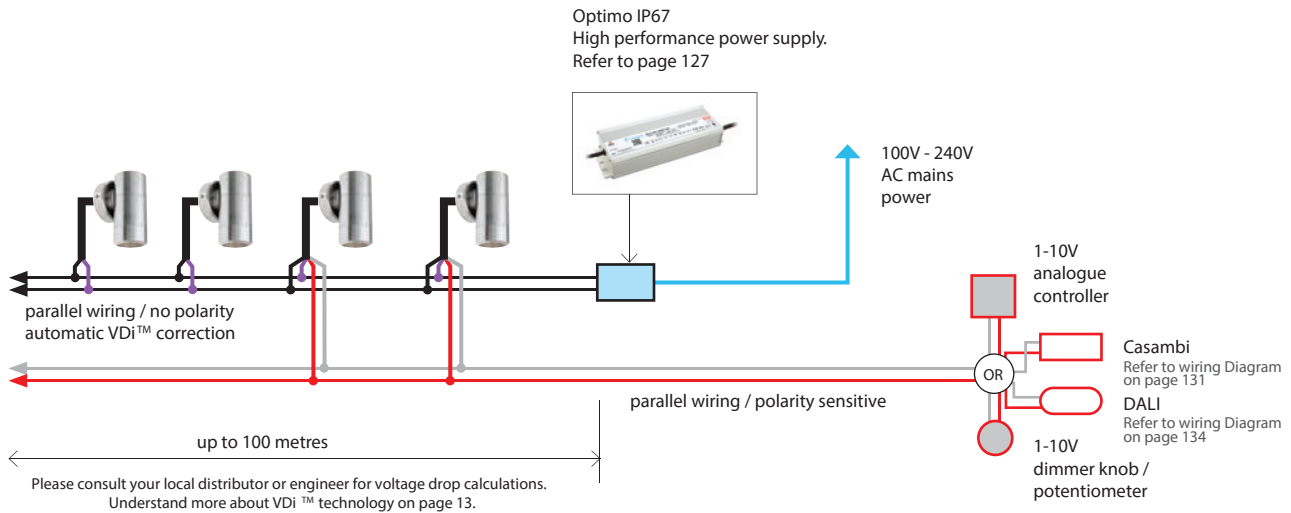 Optimo IP67
High performance power supply.
Refer to page 127
100V - 240V
AC mains
power
parallel wiring / no polarity
automatic VDi™ correction
1-10V
analogue
controller
OR
Casambi
Refer to wiring Diagram
on page 131
DALI
Refer to wiring Diagram
on page 134
1-10V
dimmer knob /
potentiometer
parallel wiring / polarity sensitive
up to 100 metres
Please consult your local distributor or engineer for voltage drop calculations.
Understand more about VDi ™ technology on page 13.